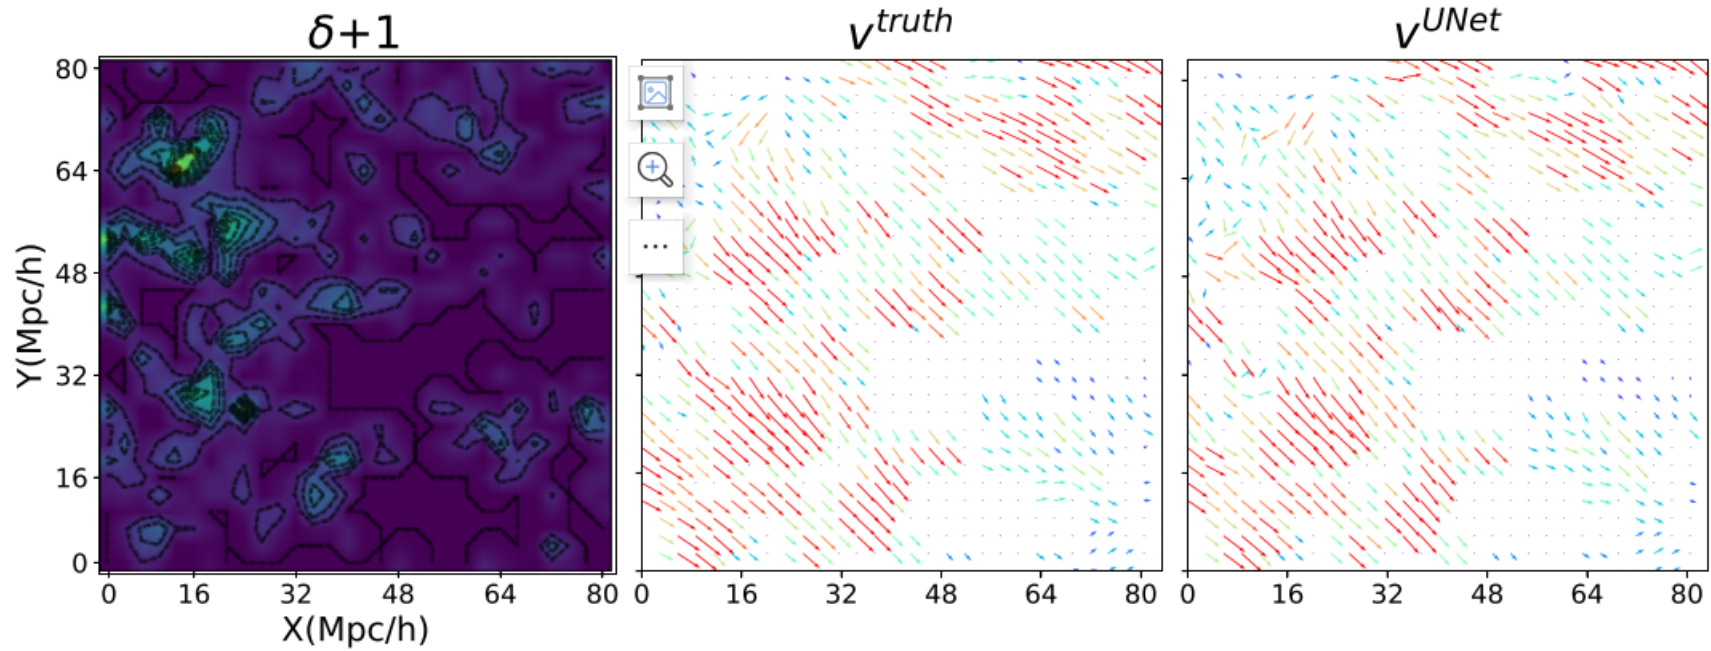 δ+1
v^truth
v^UNet
80
64
48
32
16
0
Y(Mpc/h)
0 16 32 48 64 80
0 16 32 48 64 80
0 16 32 48 64 80
X(Mpc/h)